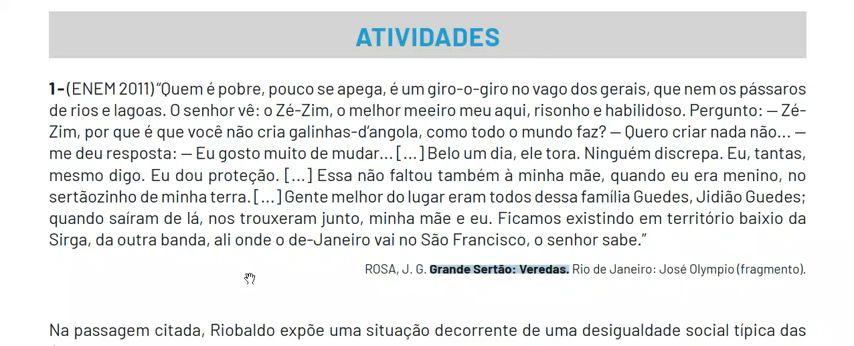 ATIVIDADES
1-(ENEM 2011) “Quem é pobre, pouco se apega, é um giro-o-giro no vago dos gerais, que nem os pássaros
de rios e lagoas. O senhor vê: o Zé-Zim, o melhor meeiro meu aqui, risonho e habilidoso. Pergunto: — Zé-
Zim, por que é que você não cria galinhas-d’angola, como todo o mundo faz? — Quero criar nada não... —
me deu resposta: — Eu gosto muito de mudar... [...] Belo um dia, ele tora. Ninguém discrepa. Eu, tantas,
mesmo digo. Eu dou proteção. [...] Essa não faltou também à minha mãe, quando eu era menino, no
sertãozinho de minha terra. [...] Gente melhor do lugar eram todos dessa família Guedes, Jidião Guedes;
quando saíram de lá, nos trouxeram junto, minha mãe e eu. Ficamos existindo em território baixio da
Sirga, da outra banda, ali onde o de-Janeiro vai no São Francisco, o senhor sabe.”
ROSA, J. G. Grande Sertão: Veredas. Rio de Janeiro: José Olympio (fragmento).
Na passagem citada, Riobaldo expõe uma situação decorrente de uma desigualdade social típica das